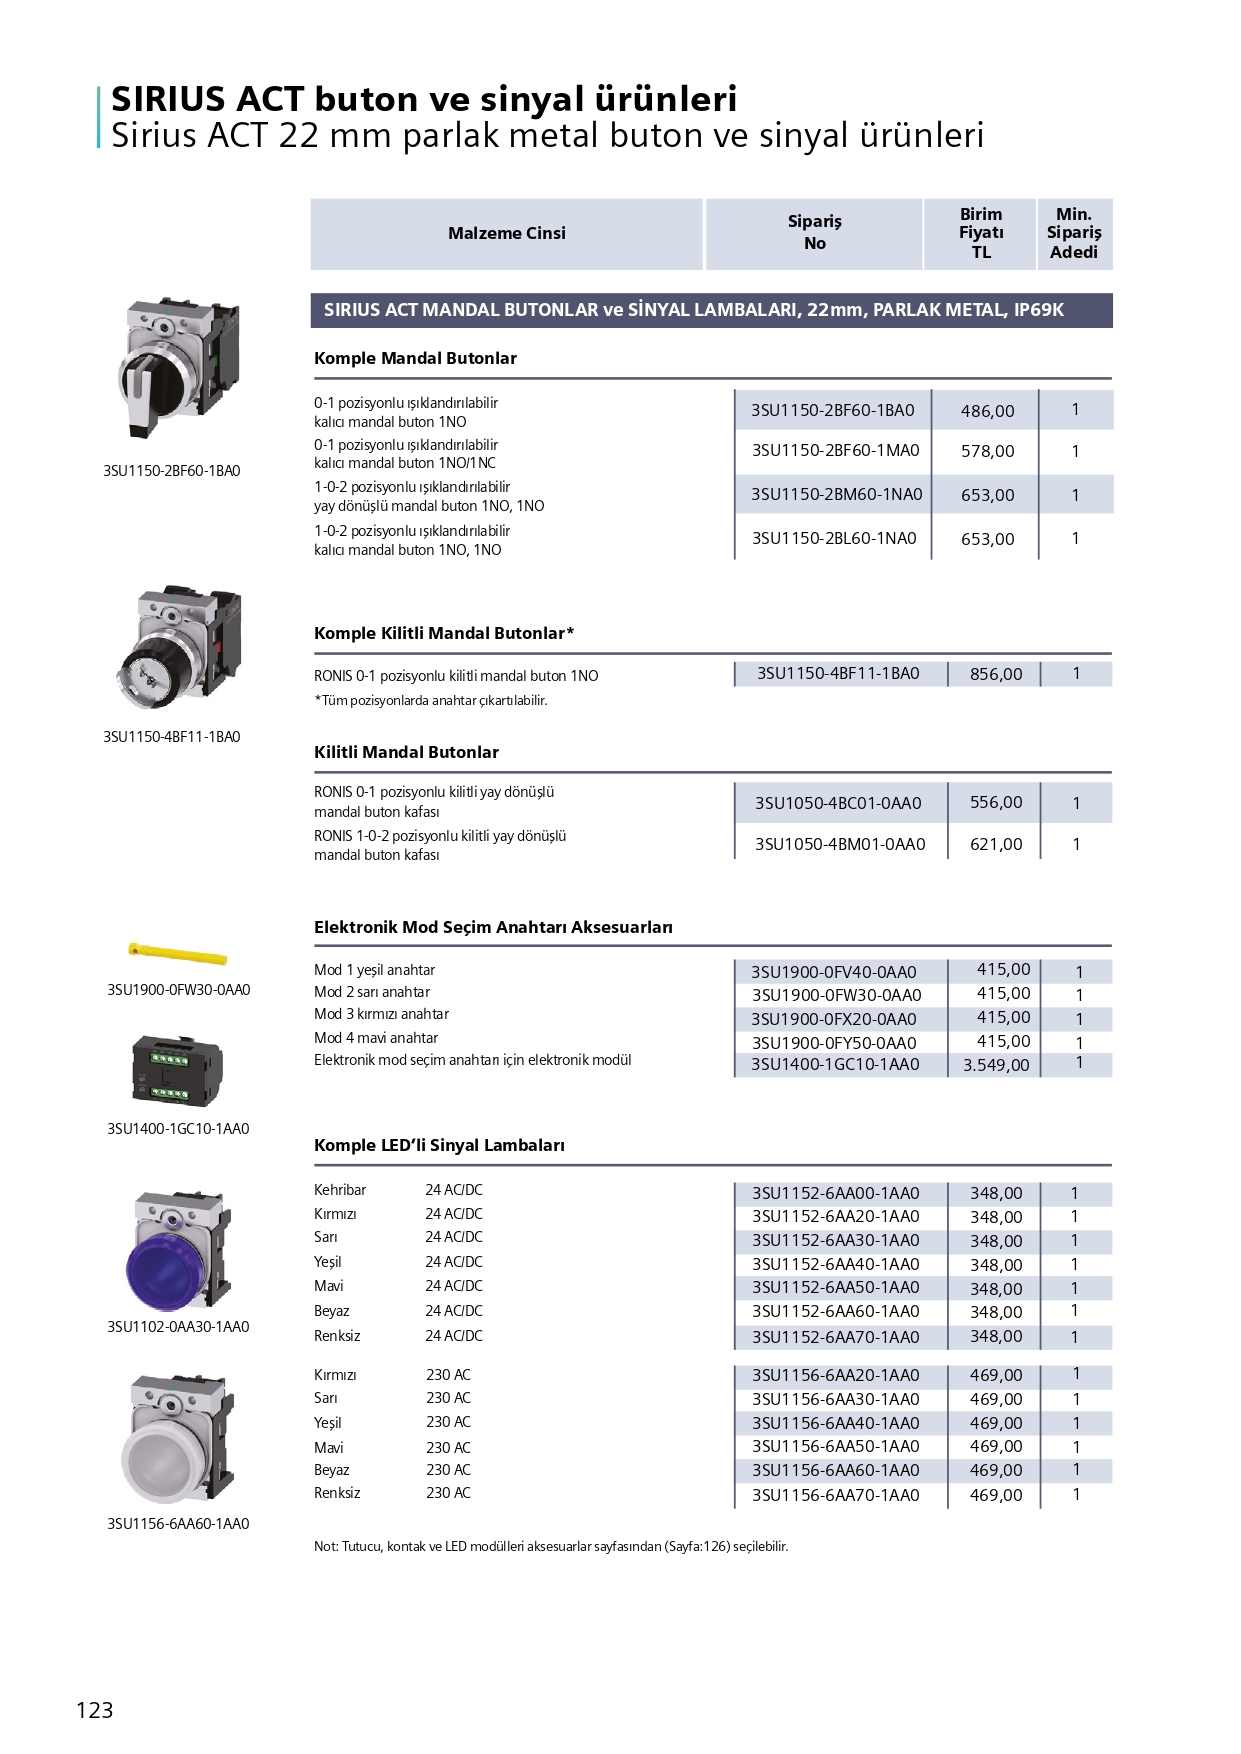 SIRIUS ACT buton ve sinyal ürünleri
Sirius ACT 22 mm parlak metal buton ve sinyal ürünleri
Malzeme Cinsi
Sipariş
No
Birim
Fiyatı
TL
Min.
Sipariş
Adedi
SIRIUS ACT MANDAL BUTONLAR ve SİNYAL LAMBALARI, 22mm, PARLAK METAL, IP69K
3SU1150-2BF60-1BA0
Komple Mandal Butonlar
0-1 pozisyonlu ışıklandırılabilir
kalıcı mandal buton 1NO 3SU1150-2BF60-1BA0 486,00 1
0-1 pozisyonlu ışıklandırılabilir
kalıcı mandal buton 1NO/1NC 3SU1150-2BF60-1MA0 578,00 1
1-0-2 pozisyonlu ışıklandırılabilir
yay dönüşlü mandal buton 1NO, 1NO 3SU1150-2BM60-1NA0 653,00 1
1-0-2 pozisyonlu ışıklandırılabilir
kalıcı mandal buton 1NO, 1NO 3SU1150-2BL60-1NA0 653,00 1
3SU1150-4BF11-1BA0
Komple Kilitli Mandal Butonlar*
RONIS 0-1 pozisyonlu kilitli mandal buton 1NO 3SU1150-4BF11-1BA0 856,00 1
*Tüm pozisyonlarda anahtar çıkartılabilir.
Kilitli Mandal Butonlar
RONIS 0-1 pozisyonlu kilitli yay dönüşlü
mandal buton kafası 3SU1050-4BC01-0AA0 556,00 1
RONIS 1-0-2 pozisyonlu kilitli yay dönüşlü
mandal buton kafası 3SU1050-4BM01-0AA0 621,00 1
3SU1900-0FW30-0AA0
3SU1400-1GC10-1AA0
Elektronik Mod Seçim Anahtarı Aksesuarları
Mod 1 yeşil anahtar 3SU1900-0FV40-0AA0 415,00 1
Mod 2 sarı anahtar 3SU1900-0FW30-0AA0 415,00 1
Mod 3 kırmızı anahtar 3SU1900-0FX20-0AA0 415,00 1
Mod 4 mavi anahtar 3SU1900-0FY50-0AA0 415,00 1
Elektronik mod seçim anahtarı için elektronik modül 3SU1400-1GC10-1AA0 3.549,00 1
3SU1102-0AA30-1AA0
3SU1156-6AA60-1AA0
Komple LED’li Sinyal Lambaları
Kehribar 24 AC/DC 3SU1152-6AA00-1AA0 348,00 1
Kırmızı 24 AC/DC 3SU1152-6AA20-1AA0 348,00 1
Sarı 24 AC/DC 3SU1152-6AA30-1AA0 348,00 1
Yeşil 24 AC/DC 3SU1152-6AA40-1AA0 348,00 1
Mavi 24 AC/DC 3SU1152-6AA50-1AA0 348,00 1
Beyaz 24 AC/DC 3SU1152-6AA60-1AA0 348,00 1
Renksiz 24 AC/DC 3SU1152-6AA70-1AA0 348,00 1
Kırmızı 230 AC 3SU1156-6AA20-1AA0 469,00 1
Sarı 230 AC 3SU1156-6AA30-1AA0 469,00 1
Yeşil 230 AC 3SU1156-6AA40-1AA0 469,00 1
Mavi 230 AC 3SU1156-6AA50-1AA0 469,00 1
Beyaz 230 AC 3SU1156-6AA60-1AA0 469,00 1
Renksiz 230 AC 3SU1156-6AA70-1AA0 469,00 1
Not: Tutucu, kontak ve LED modülleri aksesuarlar sayfasından (Sayfa:126) seçilebilir.
123